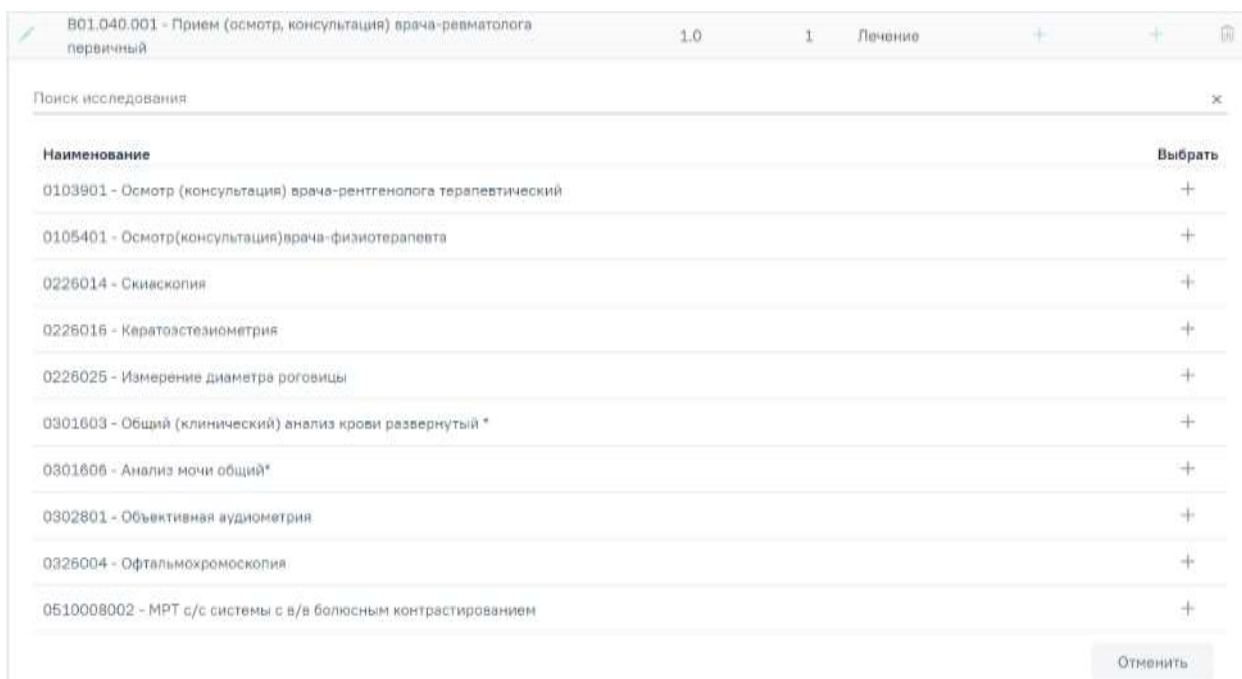 B01.040.001 - Прием (осмотр, консультация) врача-ревматолога
первичный
1.0
1
Лечение
Поиск исследования
Наименование
Выбрать
0103901 - Осмотр (консультация) врача-рентгенолога терапевтический
0105401 - Осмотр(консультация)врача-физиотерапевта
0226014 - Скиаскопия
0226016 - Кератоэстезиометрия
0226025 - Измерение диаметра роговицы
0301603 - Общий (клинический) анализ крови развернутый *
0301606 - Анализ мочи общий*
0302801 - Объективная аудиометрия
0326004 - Офтальмохромоскопия
0510008002 - МРТ с/с системы с в/в болюсным контрастированием
Отменить